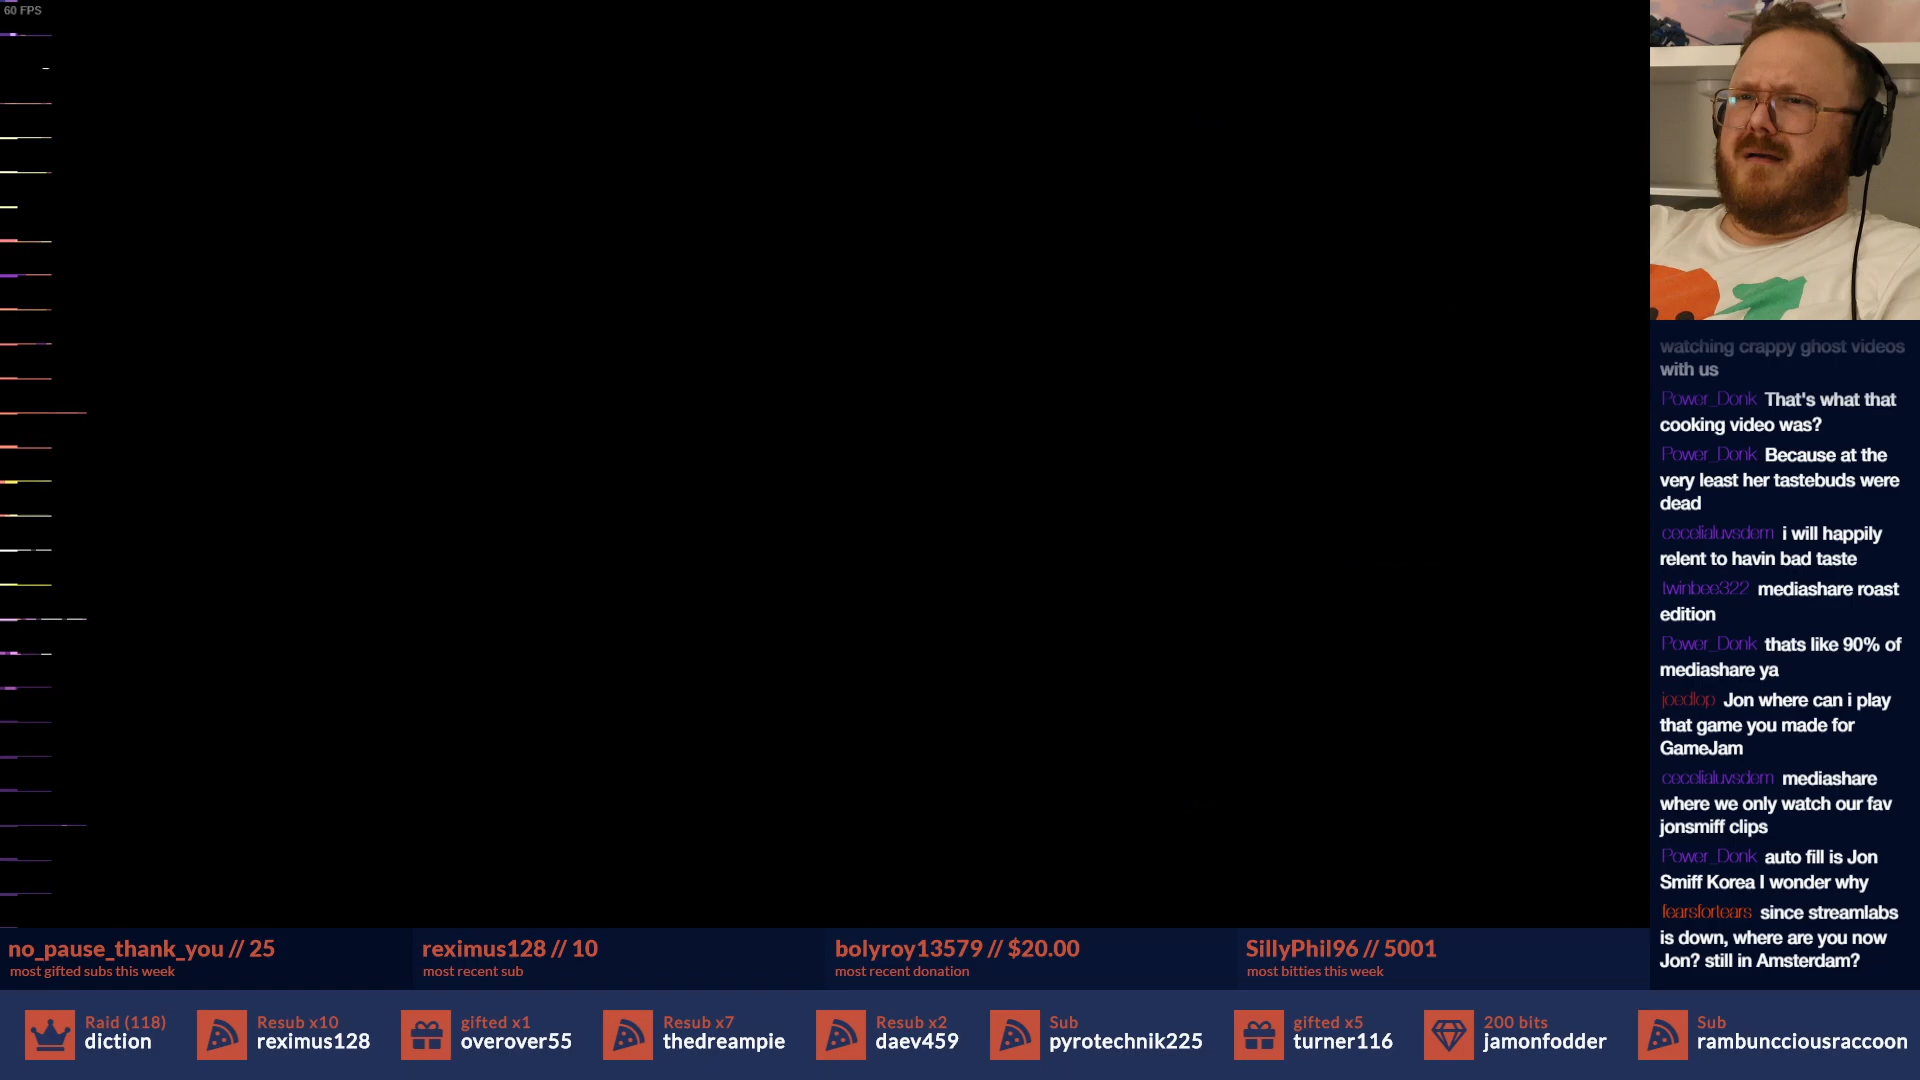 60 FPS
watching crappy ghost videos
with us
Power_Donk That's what that
cooking video was?
Power_Donk Because at the
very least her tastebuds were
dead
cecelialuvsdem i will happily
relent to havin bad taste
twinbee322 mediashare roast
edition
Power_Donk thats like 90% of
mediashare ya
joedlop Jon where can i play
that game you made for
GameJam
cecelialuvsdem mediashare
where we only watch our fav
jonsmiff clips
Power_Donk auto fill is Jon
Smiff Korea I wonder why
fearsfortears since streamlabs
is down, where are you now
Jon? still in Amsterdam?
no_pause_thank_you // 25
most gifted subs this week
reximus128 // 10
most recent sub
bolyroy13579 // $20.00
most recent donation
SillyPhil96 // 5001
most bitties this week
Raid (118)
diction
Resub x10
reximus128
gifted x1
overover55
Resub x7
thedreampie
Resub x2
daev459
Sub
pyrotechnik225
gifted x5
turner116
200 bits
jamonfodder
Sub
rambuncciousraccoon